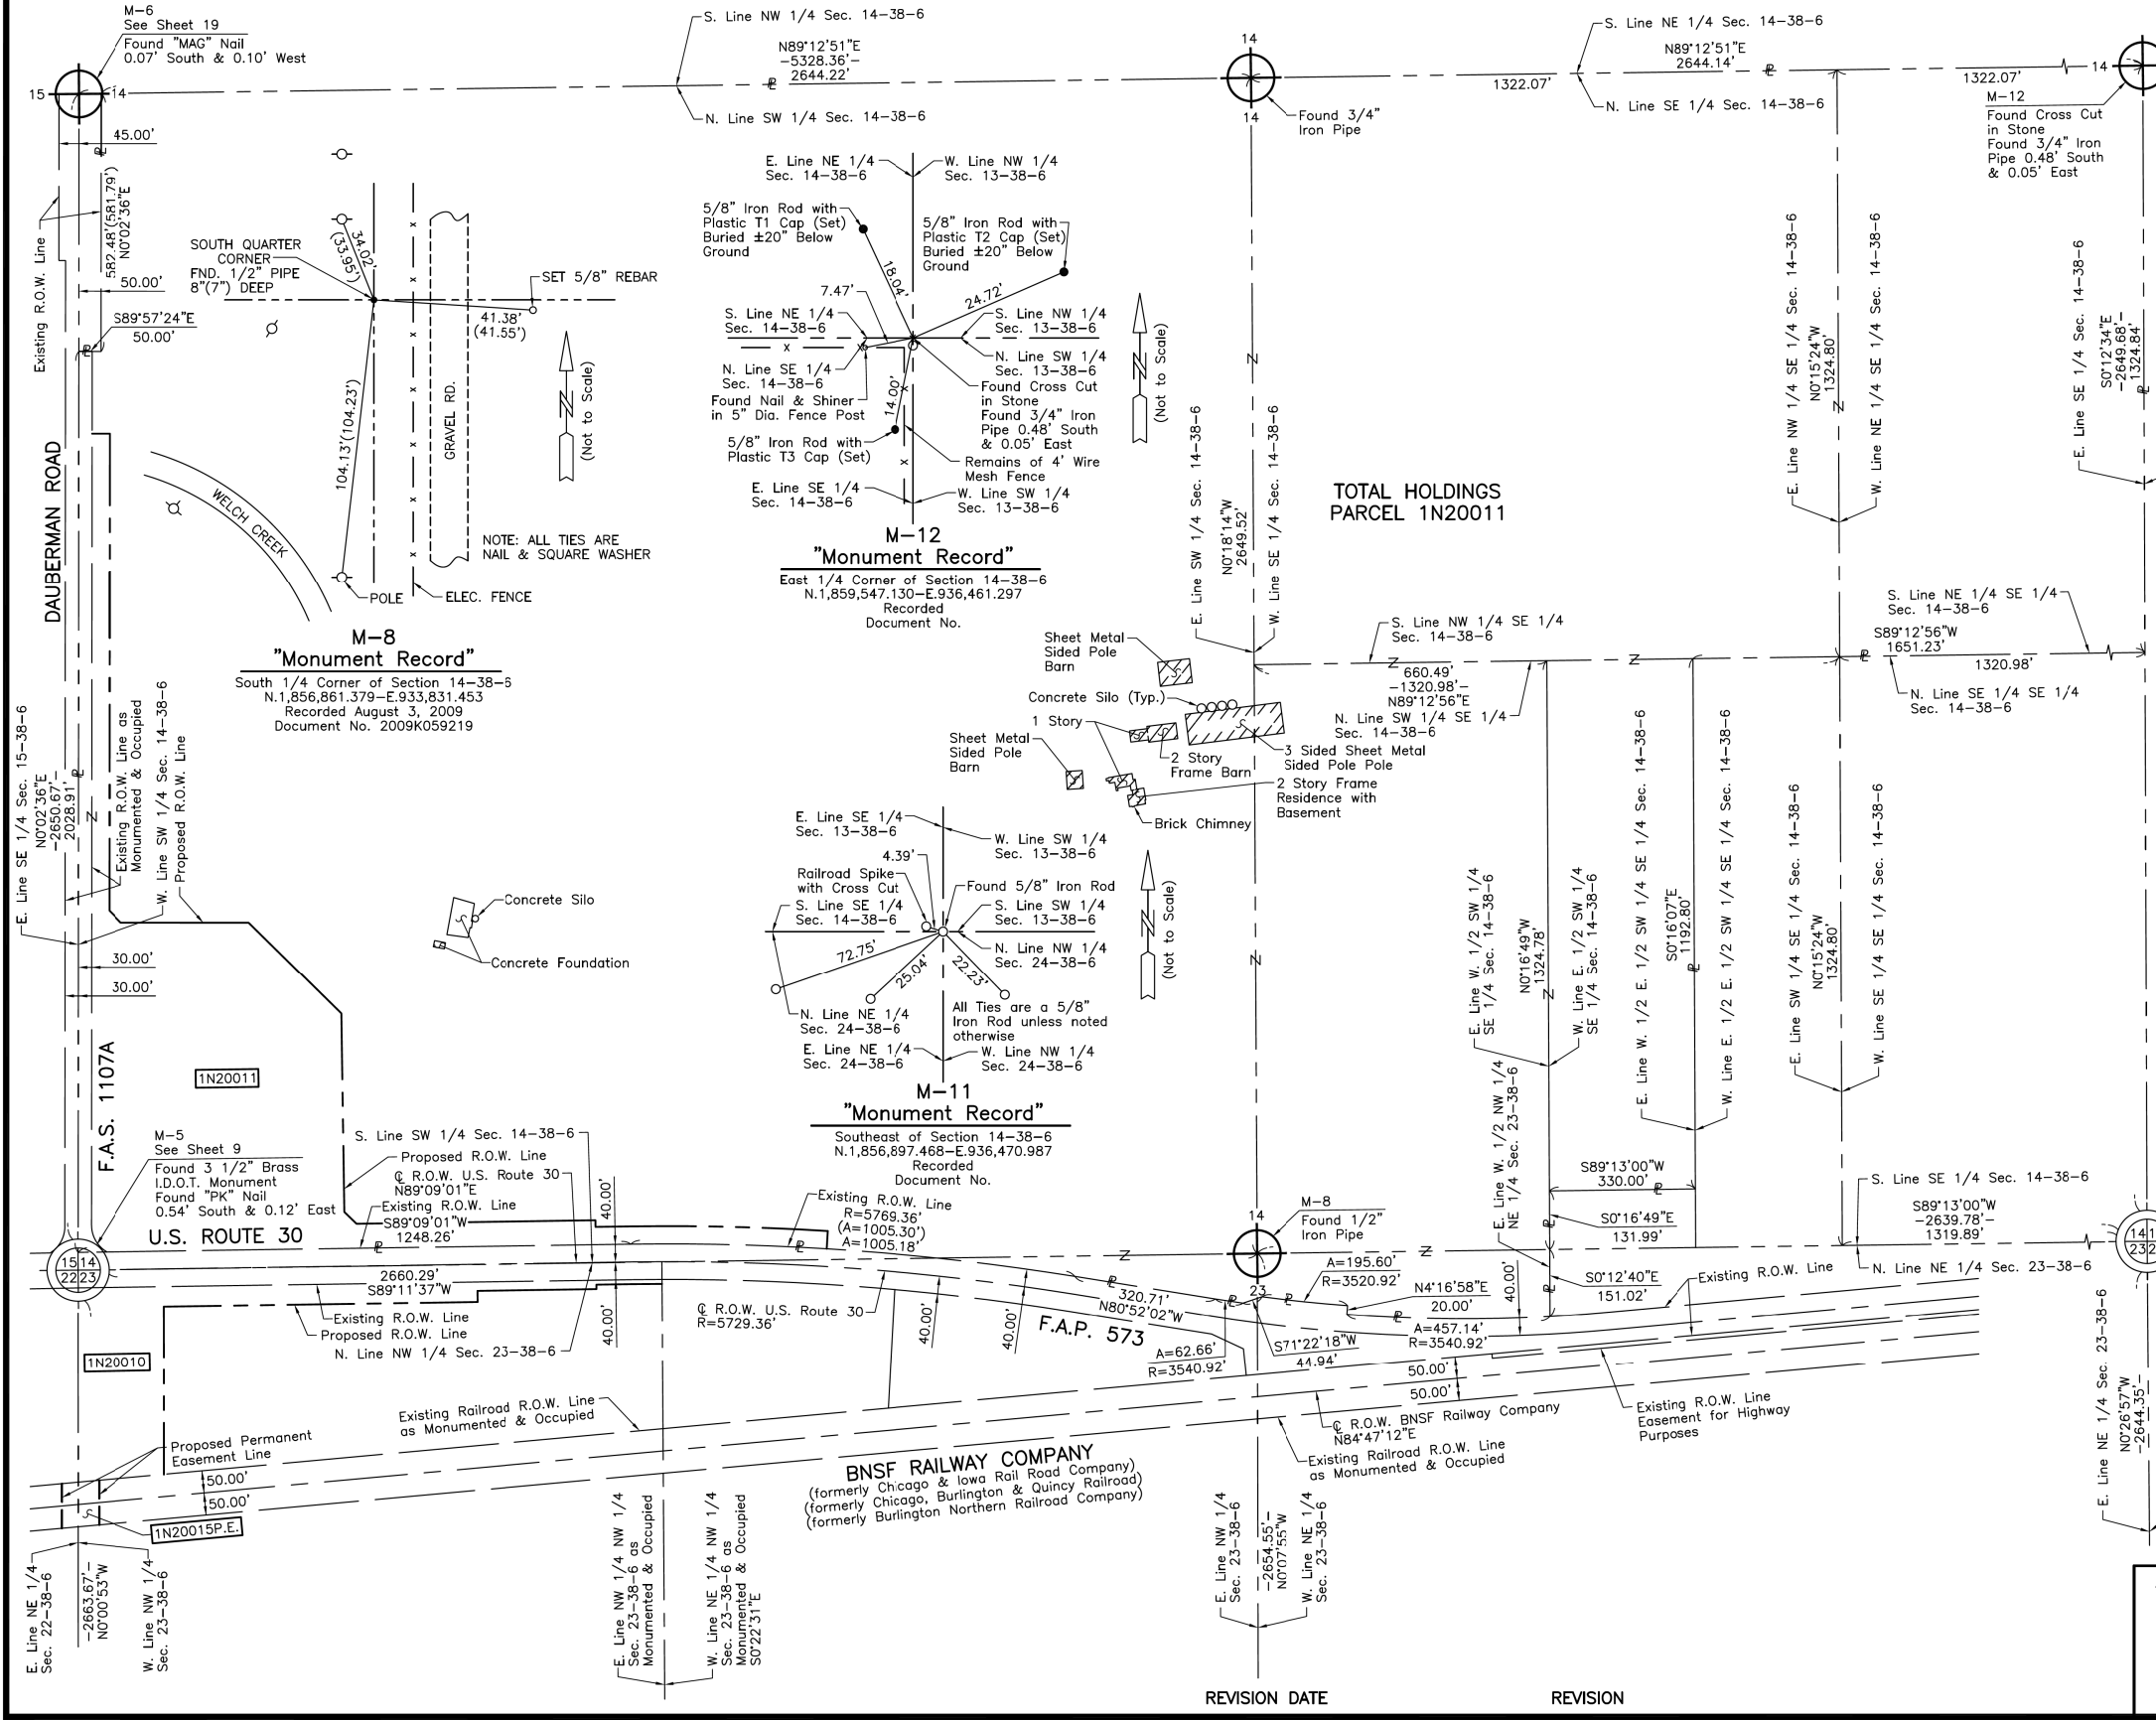 M-6
See Sheet 19
Found "MAG" Nail
0.07' South & 0.10' West
S. Line NW 1/4 Sec. 14-38-6
N89°12'51"E
-5328.36'-
2644.22'
N. Line SW 1/4 Sec. 14-38-6
15
14
14
14
Found 3/4"
Iron Pipe
S. Line NE 1/4 Sec. 14-38-6
N89°12'51"E
2644.14'
1322.07'
1322.07'
N. Line SE 1/4 Sec. 14-38-6
14
M-12
Found Cross Cut
in Stone
Found 3/4" Iron
Pipe 0.48' South
& 0.05' East
45.00'
582.48'(581.79')
N0°02'36"E
Existing R.O.W. Line
50.00'
S89°57'24"E
50.00'
DAUBERMAN ROAD
SOUTH QUARTER
CORNER
FND. 1/2" PIPE
8"(7") DEEP
34.02'
(33.95')
SET 5/8" REBAR
41.38'
(41.55')
104.13'(104.23')
GRAVEL RD.
(Not to Scale)
WELCH CREEK
NOTE: ALL TIES ARE
NAIL & SQUARE WASHER
POLE
ELEC. FENCE
M-8
"Monument Record"
South 1/4 Corner of Section 14-38-6
N.1,856,861.379-E.933,831.453
Recorded August 3, 2009
Document No. 2009K059219
E. Line NE 1/4
Sec. 14-38-6
W. Line NW 1/4
Sec. 13-38-6
5/8" Iron Rod with
Plastic T1 Cap (Set)
Buried ±20" Below
Ground
5/8" Iron Rod with
Plastic T2 Cap (Set)
Buried ±20" Below
Ground
18.04'
24.72'
7.47'
S. Line NE 1/4
Sec. 14-38-6
S. Line NW 1/4
Sec. 13-38-6
N. Line SW 1/4
Sec. 13-38-6
N. Line SE 1/4
Sec. 14-38-6
Found Nail & Shiner
in 5" Dia. Fence Post
14.00'
Found Cross Cut
in Stone
Found 3/4" Iron
Pipe 0.48' South
& 0.05' East
5/8" Iron Rod with
Plastic T3 Cap (Set)
Remains of 4' Wire
Mesh Fence
E. Line SE 1/4
Sec. 14-38-6
W. Line SW 1/4
Sec. 13-38-6
(Not to Scale)
M-12
"Monument Record"
East 1/4 Corner of Section 14-38-6
N.1,859,547.130-E.936,461.297
Recorded
Document No.
E. Line SW 1/4 Sec. 14-38-6
N0°18'14"W
2649.52'
W. Line SE 1/4 Sec. 14-38-6
TOTAL HOLDINGS
PARCEL 1N20011
E. Line NW 1/4 SE 1/4 Sec. 14-38-6
N0°15'24"W
1324.80'
W. Line NE 1/4 SE 1/4 Sec. 14-38-6
E. Line SE 1/4 Sec. 14-38-6
S0°12'34"E
-2649.68'-
1324.84'
S. Line NW 1/4 SE 1/4
Sec. 14-38-6
660.49'
-1320.98'-
N89°12'56"E
N. Line SW 1/4 SE 1/4
Sec. 14-38-6
S. Line NE 1/4 SE 1/4
Sec. 14-38-6
S89°12'56"W
1651.23'
1320.98'
N. Line SE 1/4 SE 1/4
Sec. 14-38-6
Sheet Metal
Sided Pole
Barn
Concrete Silo (Typ.)
1 Story
Sheet Metal
Sided Pole
Barn
2 Story
Frame Barn
3 Sided Sheet Metal
Sided Pole Pole
2 Story Frame
Residence with
Basement
Brick Chimney
E. Line SE 1/4 Sec. 15-38-6
N0°02'36"E
-2650.67'-
2028.91'
Existing R.O.W. Line as
Monumented & Occupied
W. Line SW 1/4 Sec. 14-38-6
Proposed R.O.W. Line
30.00'
30.00'
Concrete Silo
Concrete Foundation
E. Line SE 1/4
Sec. 13-38-6
W. Line SW 1/4
Sec. 13-38-6
4.39'
Railroad Spike
with Cross Cut
Found 5/8" Iron Rod
S. Line SE 1/4
Sec. 14-38-6
S. Line SW 1/4
Sec. 13-38-6
N. Line NW 1/4
Sec. 24-38-6
72.75'
25.04'
22.23'
N. Line NE 1/4
Sec. 24-38-6
All Ties are a 5/8"
Iron Rod unless noted
otherwise
E. Line NE 1/4
Sec. 24-38-6
W. Line NW 1/4
Sec. 24-38-6
(Not to Scale)
M-11
"Monument Record"
Southeast of Section 14-38-6
N.1,856,897.468-E.936,470.987
Recorded
Document No.
E. Line W. 1/2 SW 1/4
SE 1/4 Sec. 14-38-6
N0°16'49"W
1324.78'
W. Line E. 1/2 SW 1/4
SE 1/4 Sec. 14-38-6
E. Line W. 1/2 E. 1/2 SW 1/4 SE 1/4 Sec. 14-38-6
S0°16'07"E
1192.80'
W. Line E. 1/2 E. 1/2 SW 1/4 SE 1/4 Sec. 14-38-6
E. Line SW 1/4 SE 1/4 Sec. 14-38-6
N0°15'24"W
1324.80'
W. Line SE 1/4 SE 1/4 Sec. 14-38-6
F.A.S. 1107A
1N20011
M-5
See Sheet 9
Found 3 1/2" Brass
I.D.O.T. Monument
Found "PK" Nail
0.54' South & 0.12' East
U.S. ROUTE 30
S. Line SW 1/4 Sec. 14-38-6
Proposed R.O.W. Line
℄ R.O.W. U.S. Route 30
N89°09'01"E
Existing R.O.W. Line
S89°09'01"W
1248.26'
40.00'
Existing R.O.W. Line
R=5769.36'
(A=1005.30')
A=1005.18'
15 14
22 23
2660.29'
S89°11'37"W
Existing R.O.W. Line
Proposed R.O.W. Line
N. Line NW 1/4 Sec. 23-38-6
40.00'
℄ R.O.W. U.S. Route 30
R=5729.36'
40.00'
40.00'
320.71'
N80°52'02"W
F.A.P. 573
14
23
M-8
Found 1/2"
Iron Pipe
A=195.60'
R=3520.92'
N4°16'58"E
20.00'
A=62.66'
R=3540.92'
S71°22'18"W
44.94'
A=457.14'
R=3540.92'
E. Line W. 1/2 NW 1/4
NE 1/4 Sec. 23-38-6
40.00'
S89°13'00"W
330.00'
S0°16'49"E
131.99'
S0°12'40"E
151.02'
Existing R.O.W. Line
S. Line SE 1/4 Sec. 14-38-6
S89°13'00"W
-2639.78'-
1319.89'
N. Line NE 1/4 Sec. 23-38-6
14 1
23 2
1N20010
Existing Railroad R.O.W. Line
as Monumented & Occupied
Proposed Permanent
Easement Line
50.00'
50.00'
1N20015P.E.
50.00'
50.00'
℄ R.O.W. BNSF Railway Company
N84°47'12"E
Existing Railroad R.O.W. Line
as Monumented & Occupied
Existing R.O.W. Line
Easement for Highway
Purposes
BNSF RAILWAY COMPANY
(formerly Chicago & Iowa Rail Road Company)
(formerly Chicago, Burlington & Quincy Railroad)
(formerly Burlington Northern Railroad Company)
E. Line NE 1/4
Sec. 22-38-6
-2663.67'-
N0°00'53"W
W. Line NW 1/4
Sec. 23-38-6
E. Line NW 1/4 NW 1/4
Sec. 23-38-6 as
Monumented & Occupied
W. Line NE 1/4 NW 1/4
Sec. 23-38-6 as
Monumented & Occupied
S0°22'31"E
E. Line NW 1/4
Sec. 23-38-6
-2654.55'-
N0°07'55"W
W. Line NE 1/4
Sec. 23-38-6
E. Line NE 1/4 Sec. 23-38-6
N0°26'57"W
-2644.35'-
REVISION DATE
REVISION